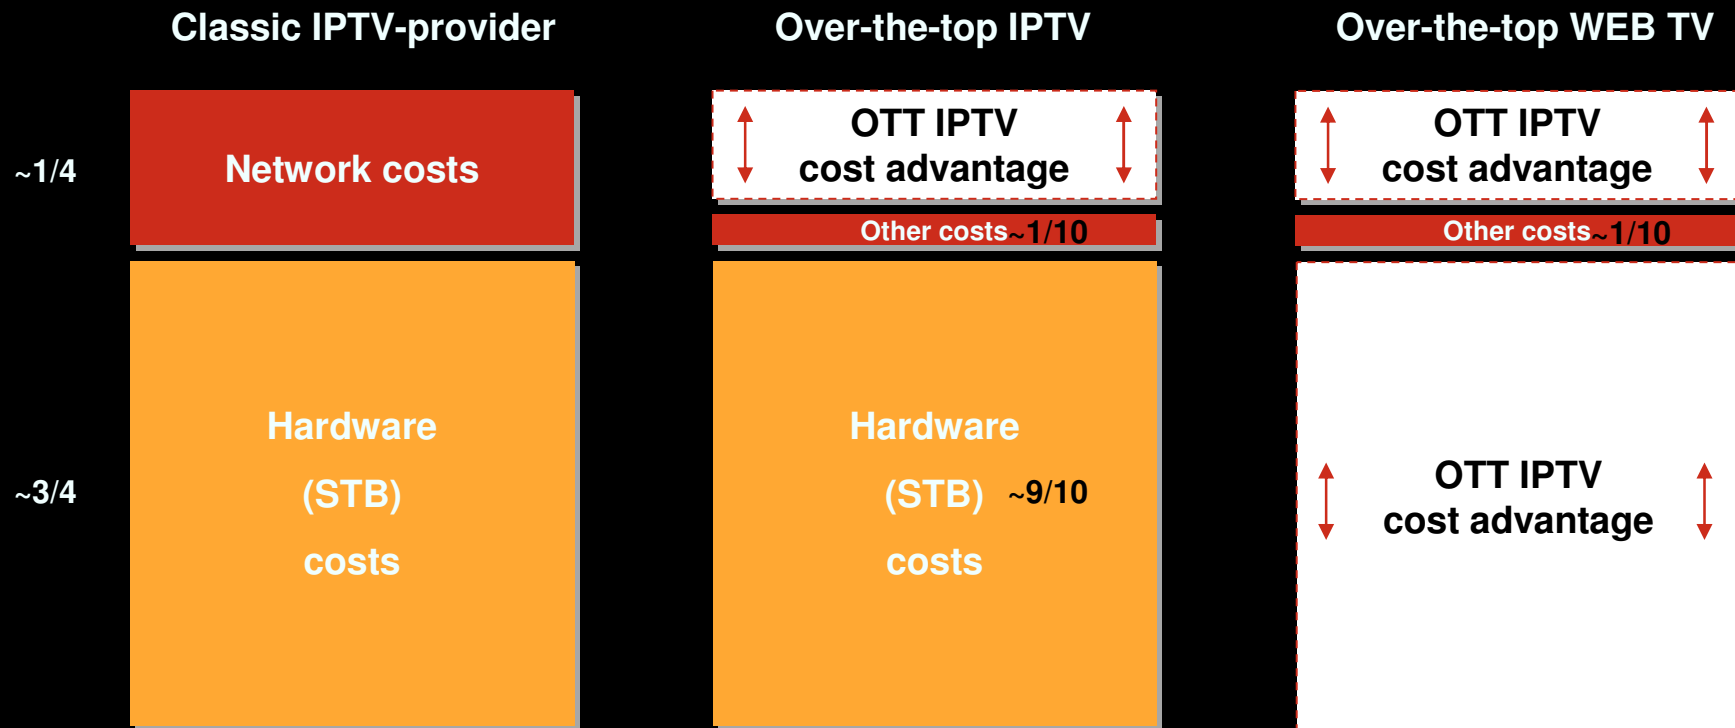 Classic IPTV-provider
Over-the-top IPTV
Over-the-top WEB TV
~1/4
Network costs
OTT IPTV
cost advantage
Other costs~1/10
OTT IPTV
cost advantage
Other costs~1/10
~3/4
Hardware
(STB)
costs
Hardware
(STB) ~9/10
costs
OTT IPTV
cost advantage